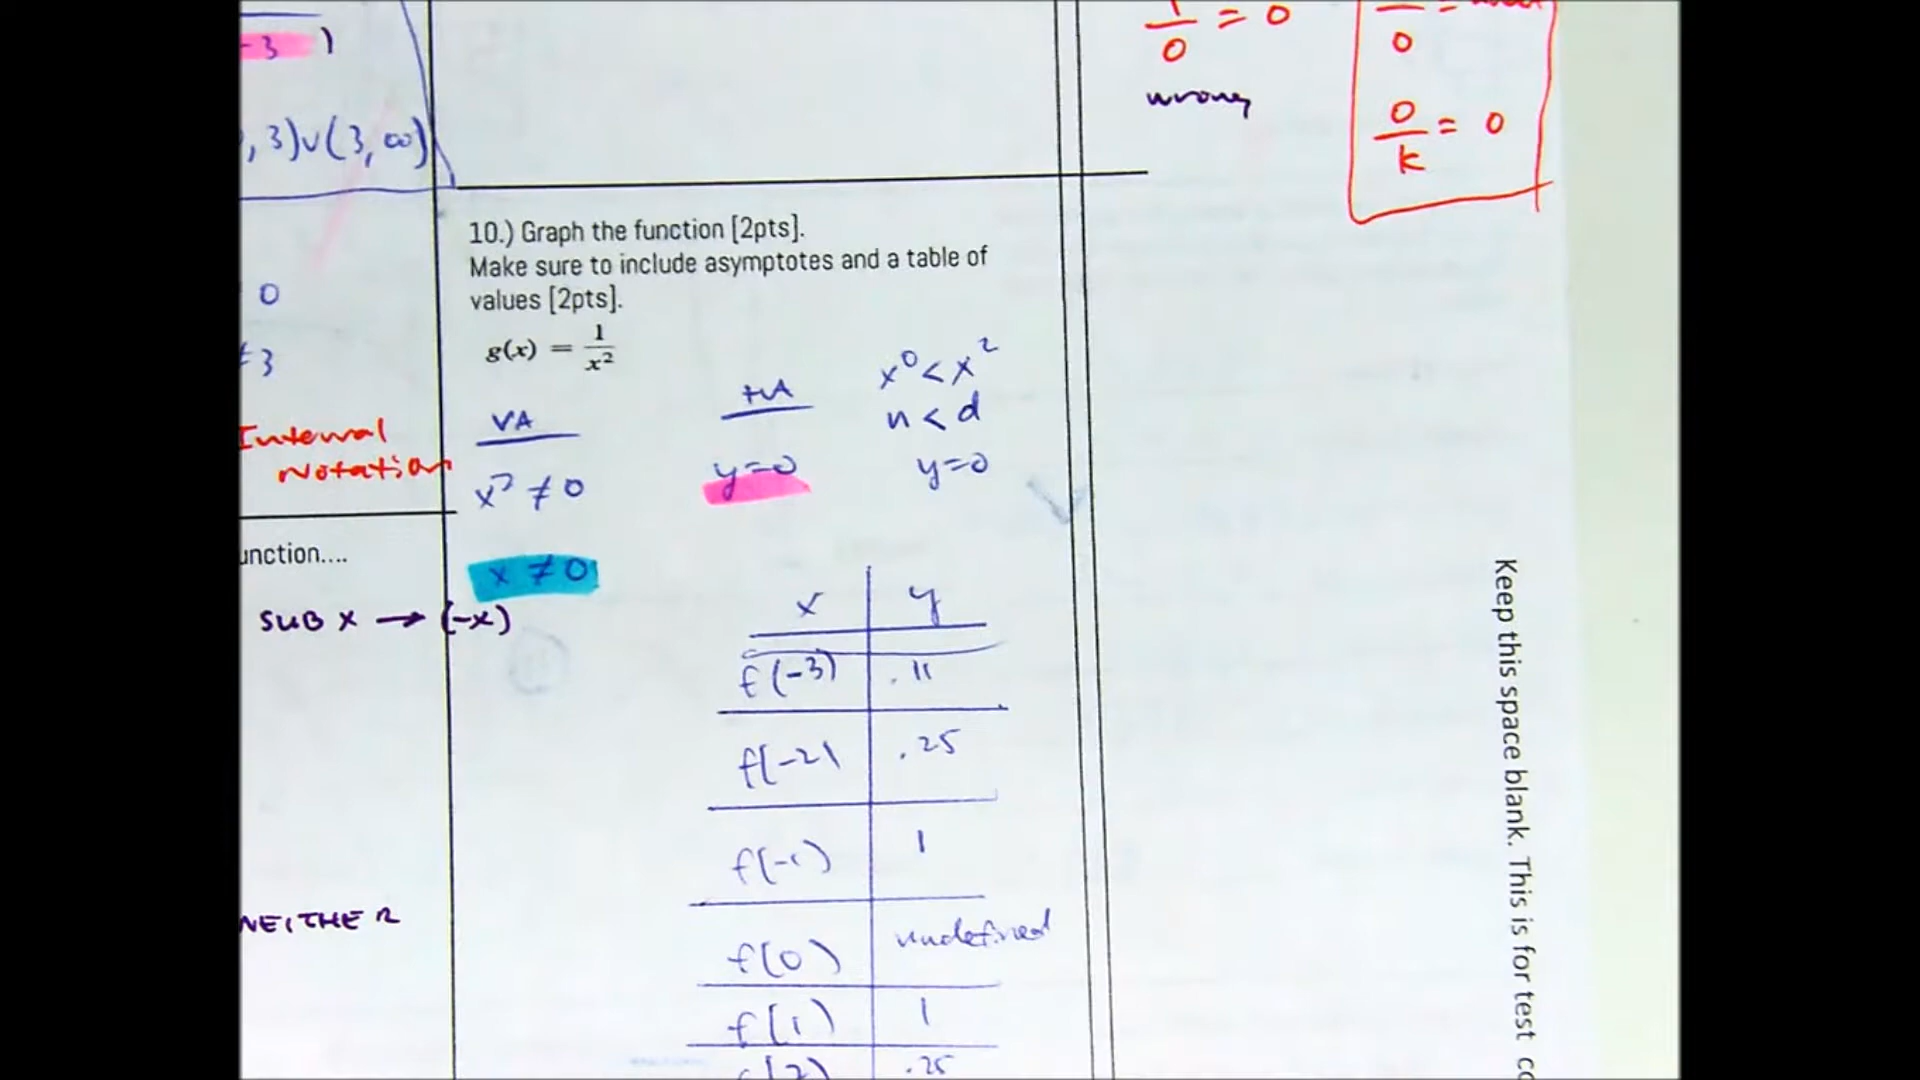 -3 )
, 3)∪(3, ∞)
0
≠ 3
Interval
Notation
unction....
SUB x → (-x)
NEITHER
10.) Graph the function [2pts].
Make sure to include asymptotes and a table of
values [2pts].
g(x) = 1/x²
VA
x² ≠ 0
x ≠ 0
HA
y=0
x⁰ < x²
n < d
y=0
x | y
f(-3) | .11
f(-2) | .25
f(-1) | 1
f(0) | undefined
f(1) | 1
f(2) | .25
1/0 = 0
wrong
0/k = 0
Keep this space blank. This is for test